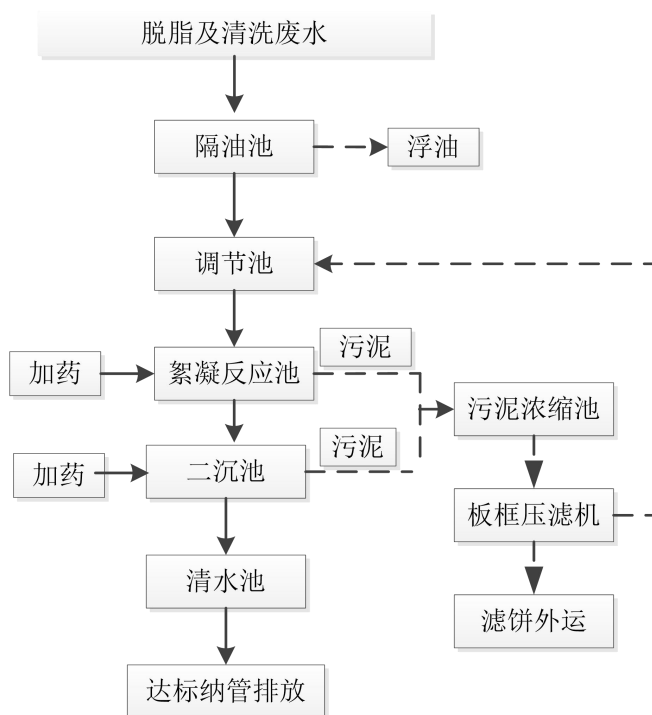 脱脂及清洗废水
隔油池
浮油
调节池
污泥
加药
絮凝反应池
污泥浓缩池
污泥
加药
二沉池
板框压滤机
清水池
滤饼外运
达标纳管排放